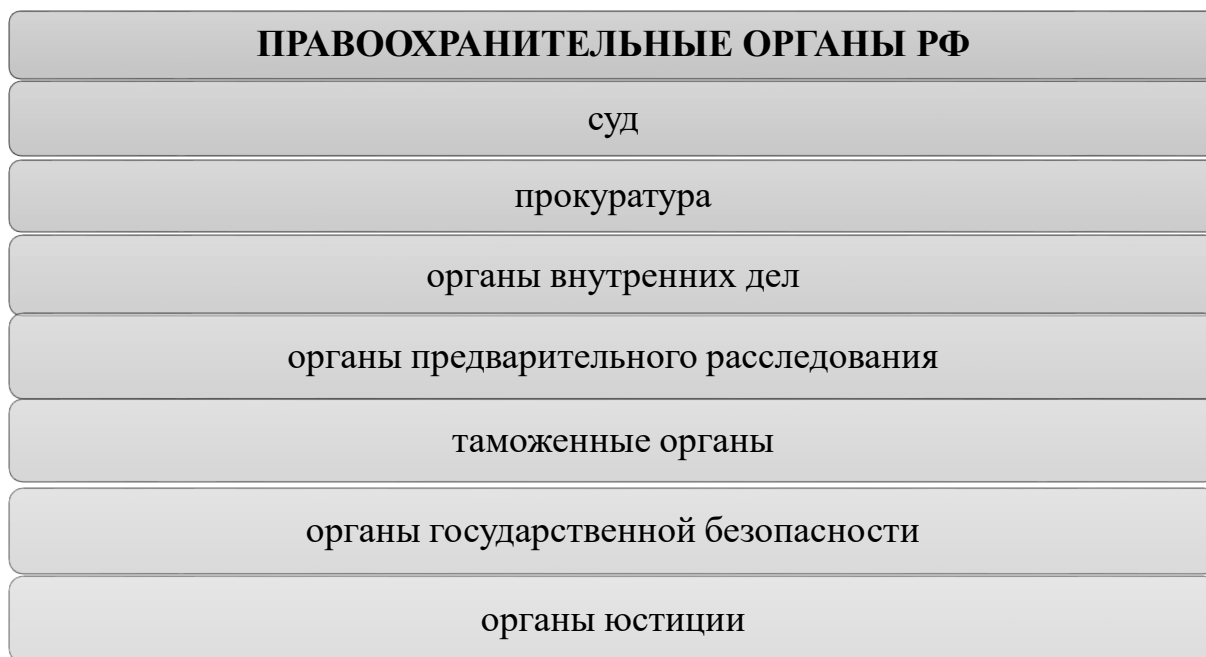 ПРАВООХРАНИТЕЛЬНЫЕ ОРГАНЫ РФ
суд
прокуратура
органы внутренних дел
органы предварительного расследования
таможенные органы
органы государственной безопасности
органы юстиции